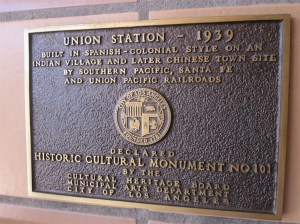 UNION STATION - 1939
BUILT IN SPANISH-COLONIAL STYLE ON AN
INDIAN VILLAGE AND LATER CHINESE TOWN SITE
BY SOUTHERN PACIFIC, SANTA FE
AND UNION PACIFIC RAILROADS
DECLARED
HISTORIC CULTURAL MONUMENT NO. 101
BY THE
CULTURAL HERITAGE BOARD
MUNICIPAL ARTS DEPARTMENT
CITY OF LOS ANGELES